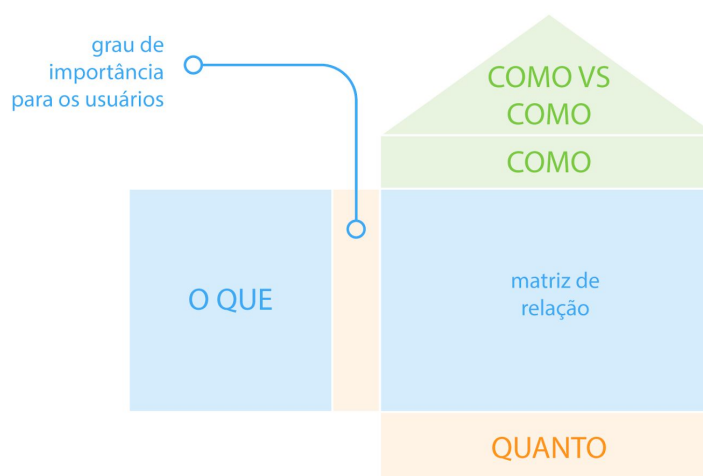 grau de
importância
para os usuários
COMO VS
COMO
COMO
O QUE
matriz de
relação
QUANTO